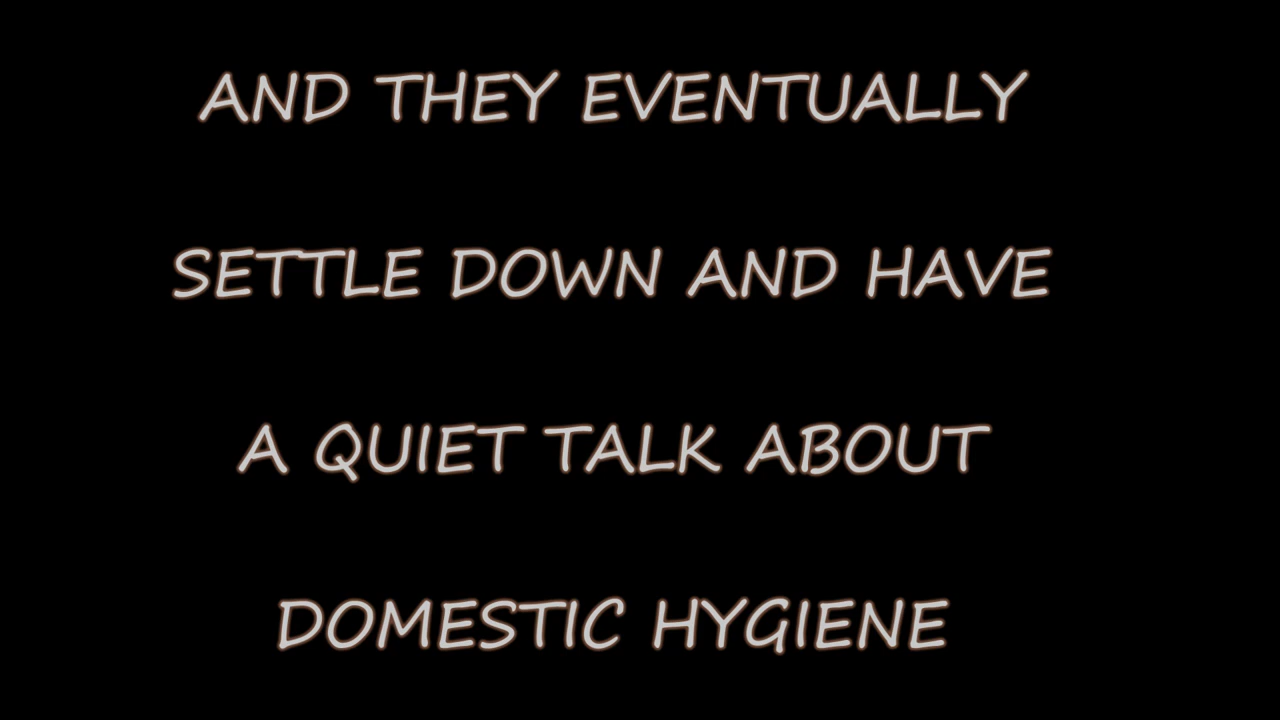 AND THEY EVENTUALLY
SETTLE DOWN AND HAVE
A QUIET TALK ABOUT
DOMESTIC HYGIENE